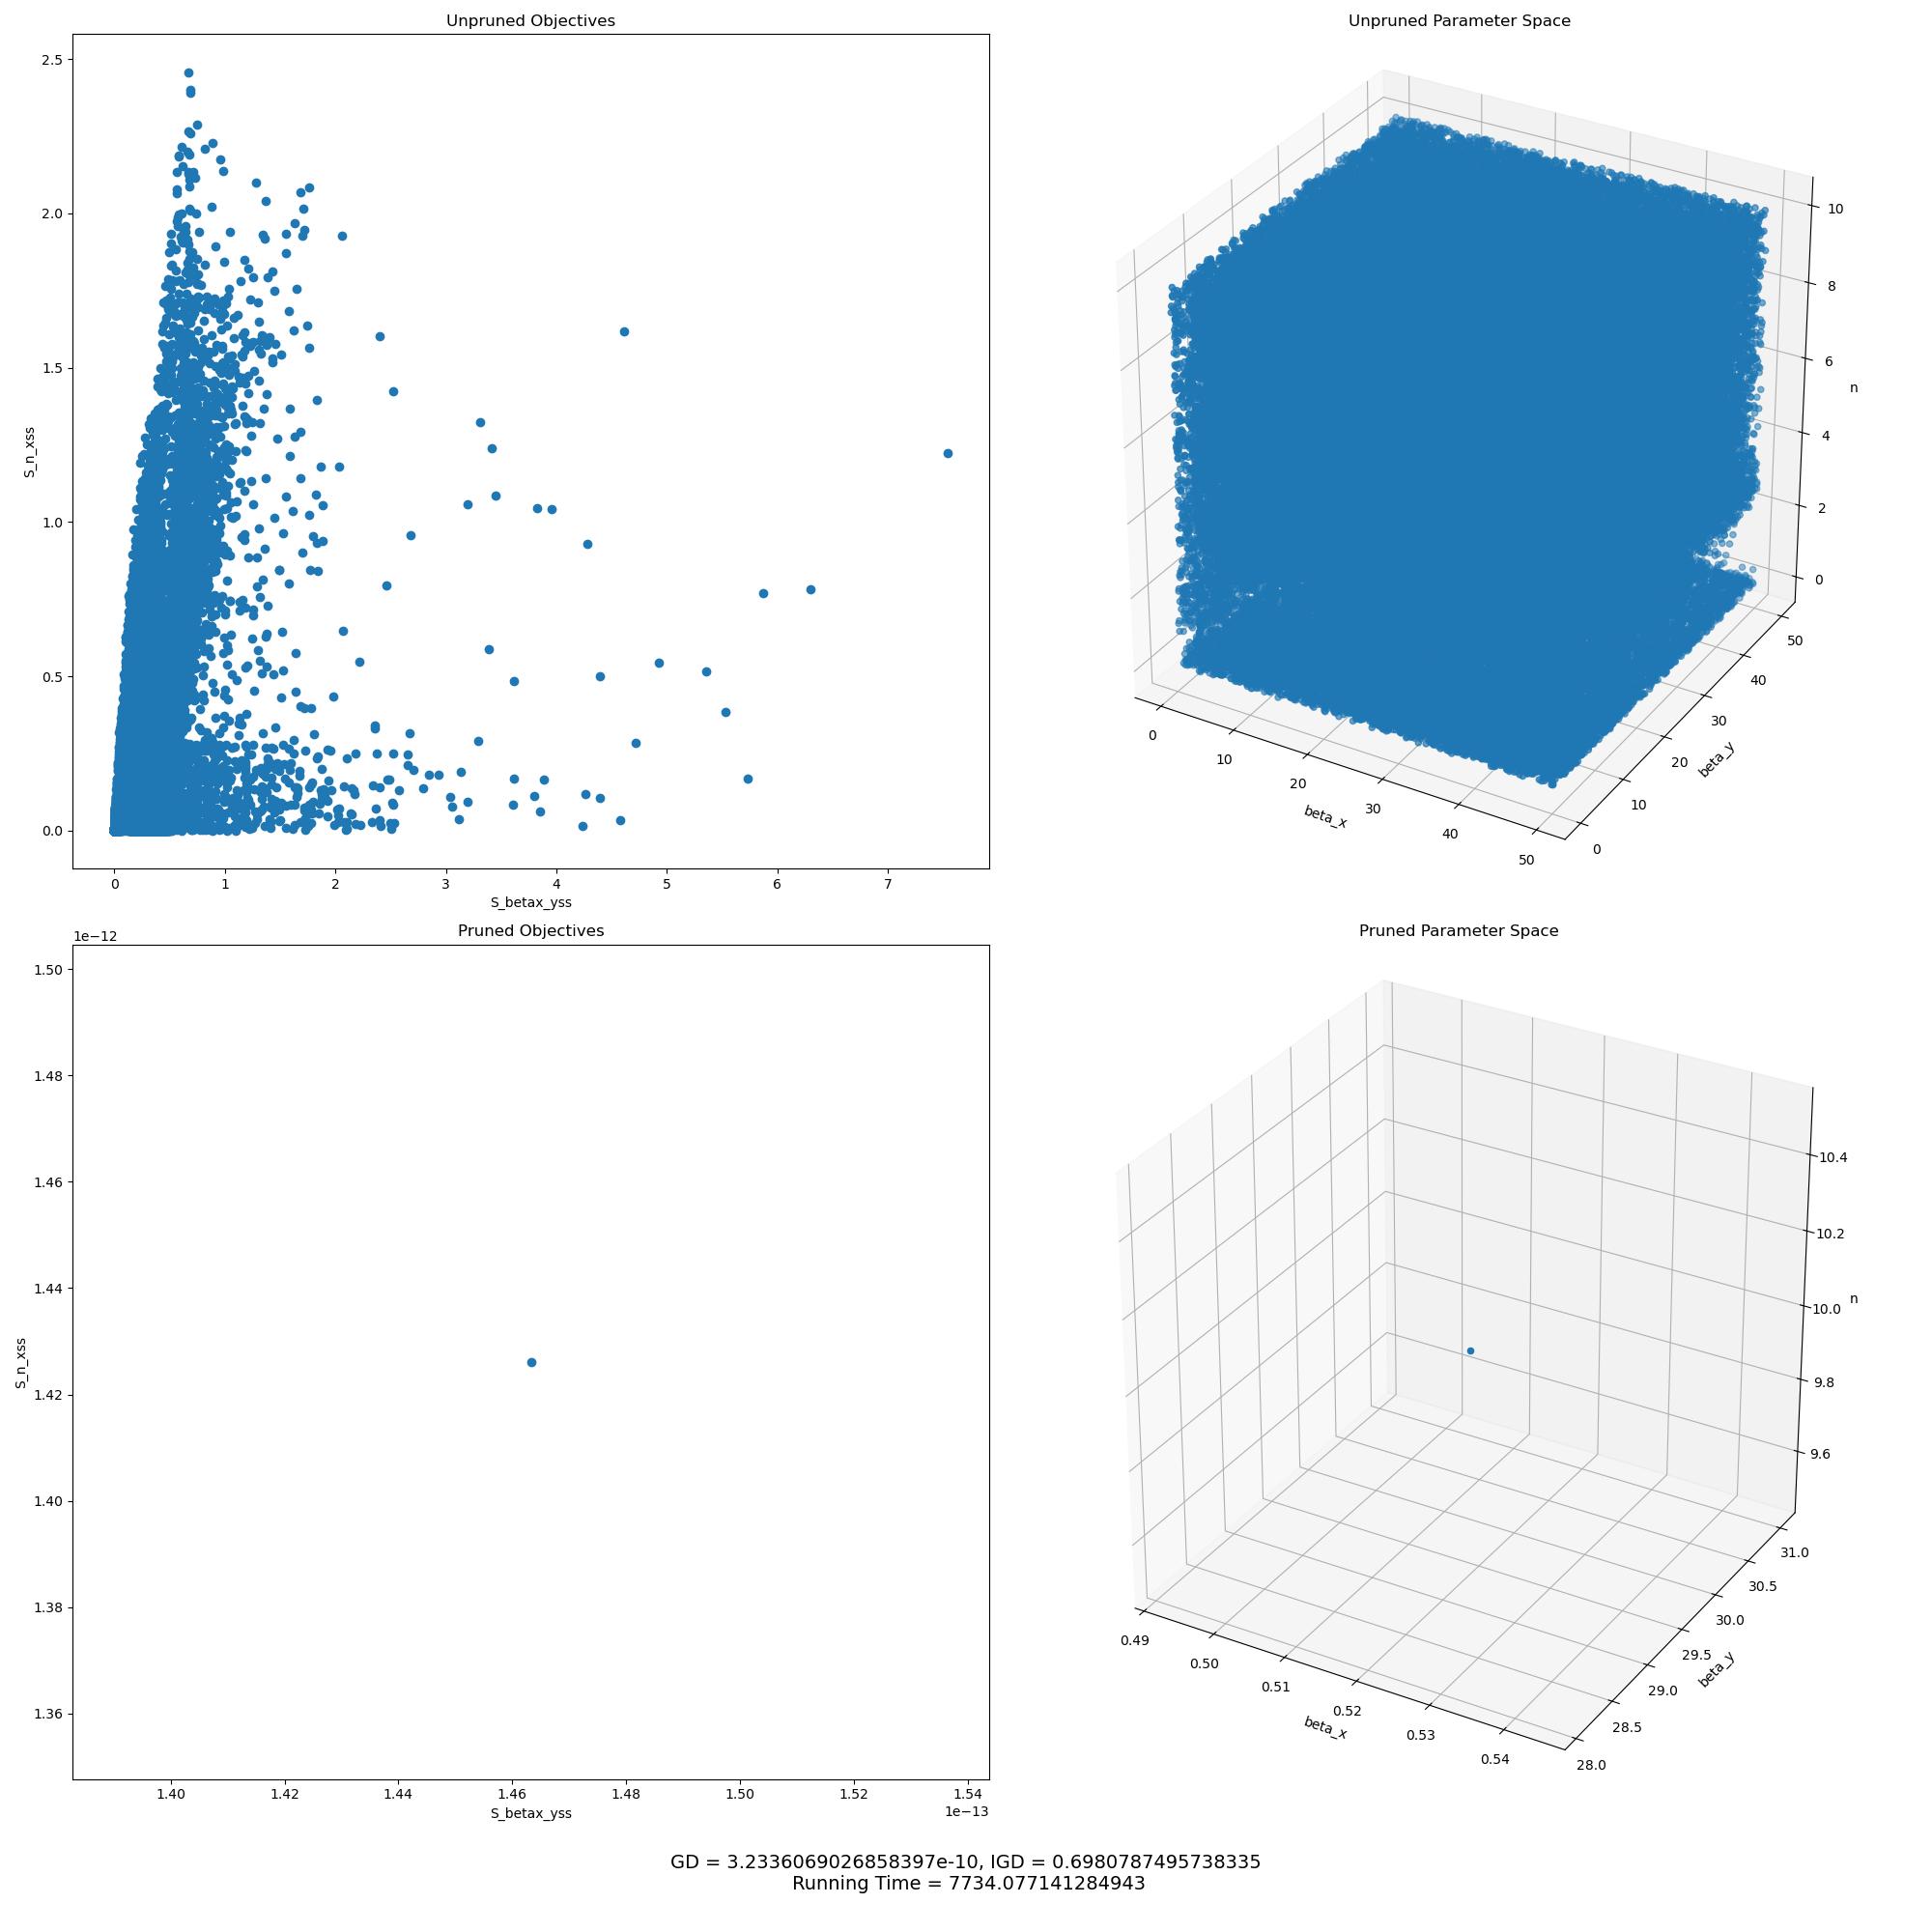 Unpruned Objectives
2.5
2.0
1.5
1.0
0.5
0.0
S_n_xss
0 1 2 3 4 5 6 7
S_betax_yss
Unpruned Parameter Space
10
8
6
4
2
0
n
50
40
30
20
10
0
beta_y
0
10
20
30
40
50
beta_x
Pruned Objectives
1e−12
1.50
1.48
1.46
1.44
1.42
1.40
1.38
1.36
S_n_xss
1.40 1.42 1.44 1.46 1.48 1.50 1.52 1.54
1e−13
S_betax_yss
Pruned Parameter Space
10.4
10.2
10.0
9.8
9.6
n
31.0
30.5
30.0
29.5
29.0
28.5
28.0
beta_y
0.49
0.50
0.51
0.52
0.53
0.54
beta_x
GD = 3.2336069026858397e-10, IGD = 0.6980787495738335
Running Time = 7734.077141284943